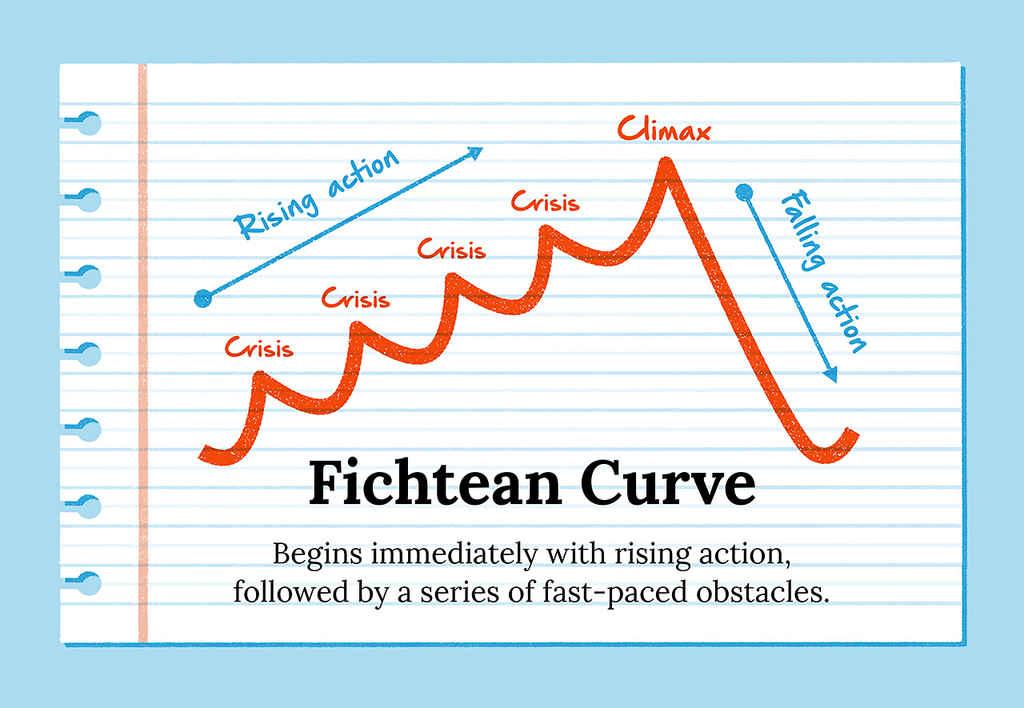 Climax
Rising action
Crisis
Falling action
Crisis
Crisis
Crisis
Fichtean Curve
Begins immediately with rising action,
followed by a series of fast-paced obstacles.